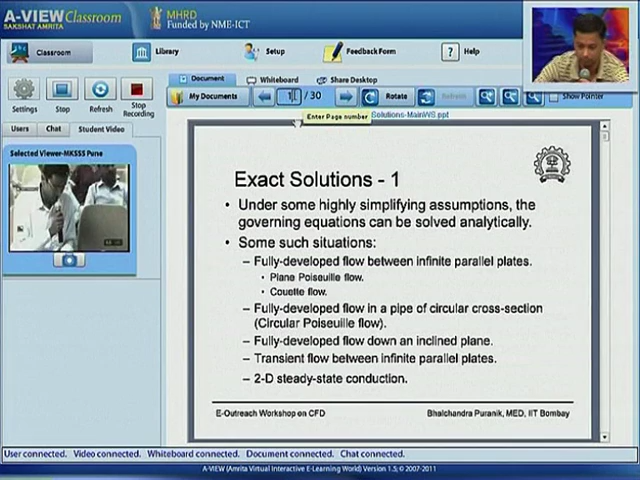 A-VIEW Classroom
SAKSHAT AMRITA
MHRD
Funded by NME-ICT
Classroom
Library
Setup
Feedback Form
? Help
Settings
Stop
Refresh
Stop Recording
Document
Whiteboard
Share Desktop
My Documents
/ 30
Rotate
Refresh
Show Pointer
Enter Page number
Solutions-MainWS.ppt
Users
Chat
Student Video
Selected Viewer-MKSSS Pune
Exact Solutions - 1
• Under some highly simplifying assumptions, the
governing equations can be solved analytically.
• Some such situations:
– Fully-developed flow between infinite parallel plates.
• Plane Poiseuille flow.
• Couette flow.
– Fully-developed flow in a pipe of circular cross-section
(Circular Poiseuille flow).
– Fully-developed flow down an inclined plane.
– Transient flow between infinite parallel plates.
– 2-D steady-state conduction.
E-Outreach Workshop on CFD
Bhalchandra Puranik, MED, IIT Bombay
User connected. Video connected. Whiteboard connected. Document connected. Chat connected.
A-VIEW (Amrita Virtual Interactive E-Learning World) Version 1.5; © 2007-2011